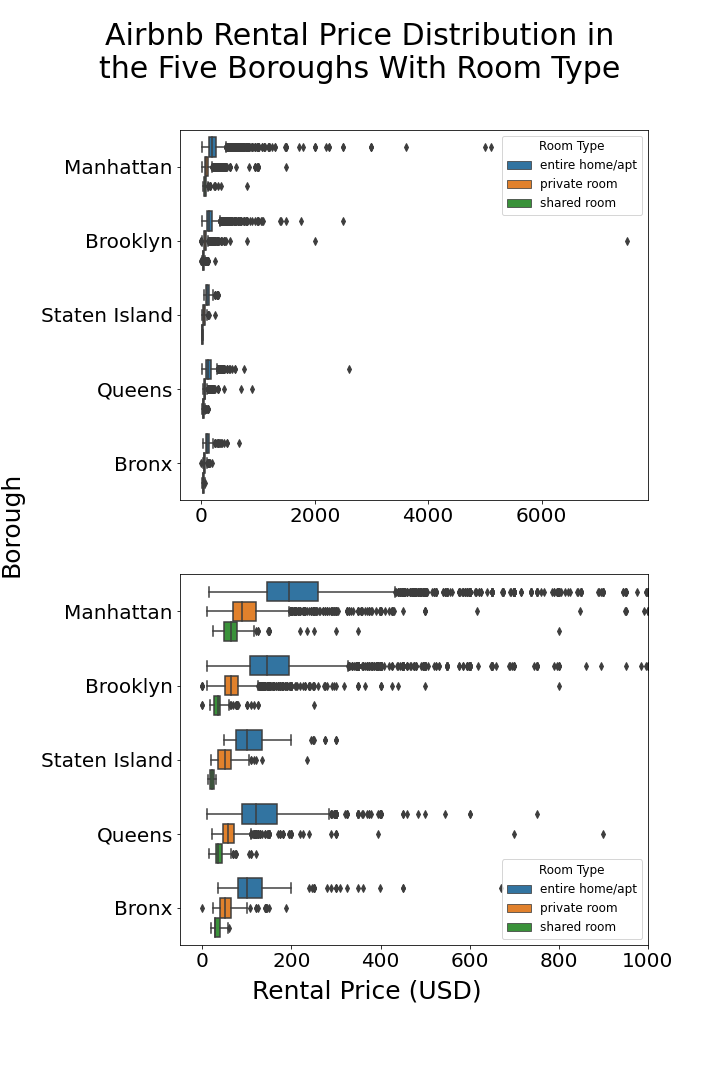 Airbnb Rental Price Distribution in
the Five Boroughs With Room Type
Borough
Manhattan
Brooklyn
Staten Island
Queens
Bronx
Room Type
entire home/apt
private room
shared room
0 2000 4000 6000
Manhattan
Brooklyn
Staten Island
Queens
Bronx
Room Type
entire home/apt
private room
shared room
0 200 400 600 800 1000
Rental Price (USD)